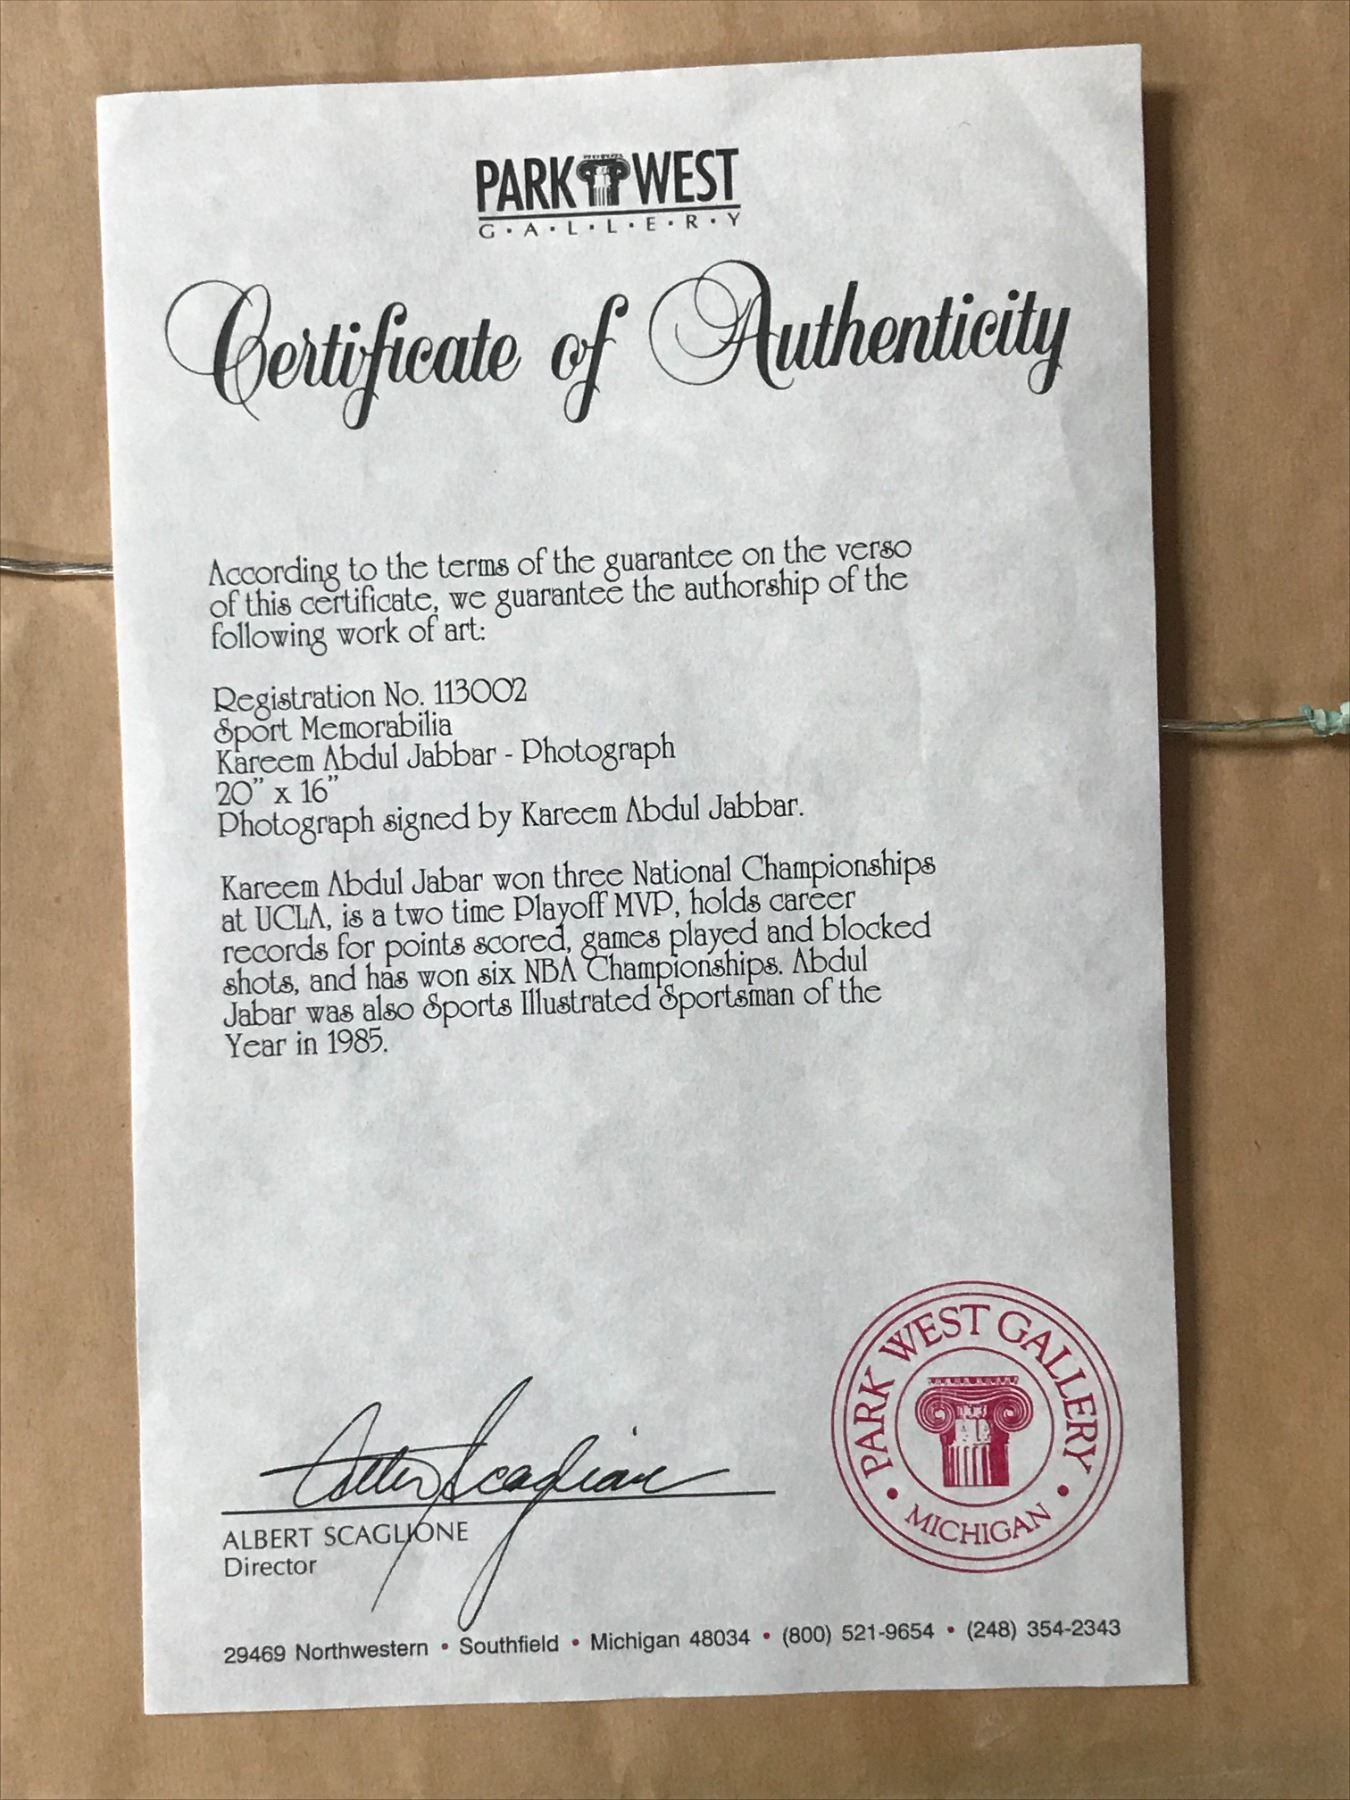 PARK WEST
G·A·L·L·E·R·Y
Certificate of Authenticity
According to the terms of the guarantee on the verso
of this certificate, we guarantee the authorship of the
following work of art:
Registration No. 113002
Sport Memorabilia
Kareem Abdul Jabbar - Photograph
20" x 16"
Photograph signed by Kareem Abdul Jabbar.
Kareem Abdul Jabar won three National Championships
at UCLA, is a two time Playoff MVP, holds career
records for points scored, games played and blocked
shots, and has won six NBA Championships. Abdul
Jabar was also Sports Illustrated Sportsman of the
Year in 1985.
PARK WEST GALLERY
• MICHIGAN •
ALBERT SCAGLIONE
Director
29469 Northwestern • Southfield • Michigan 48034 • (800) 521-9654 • (248) 354-2343